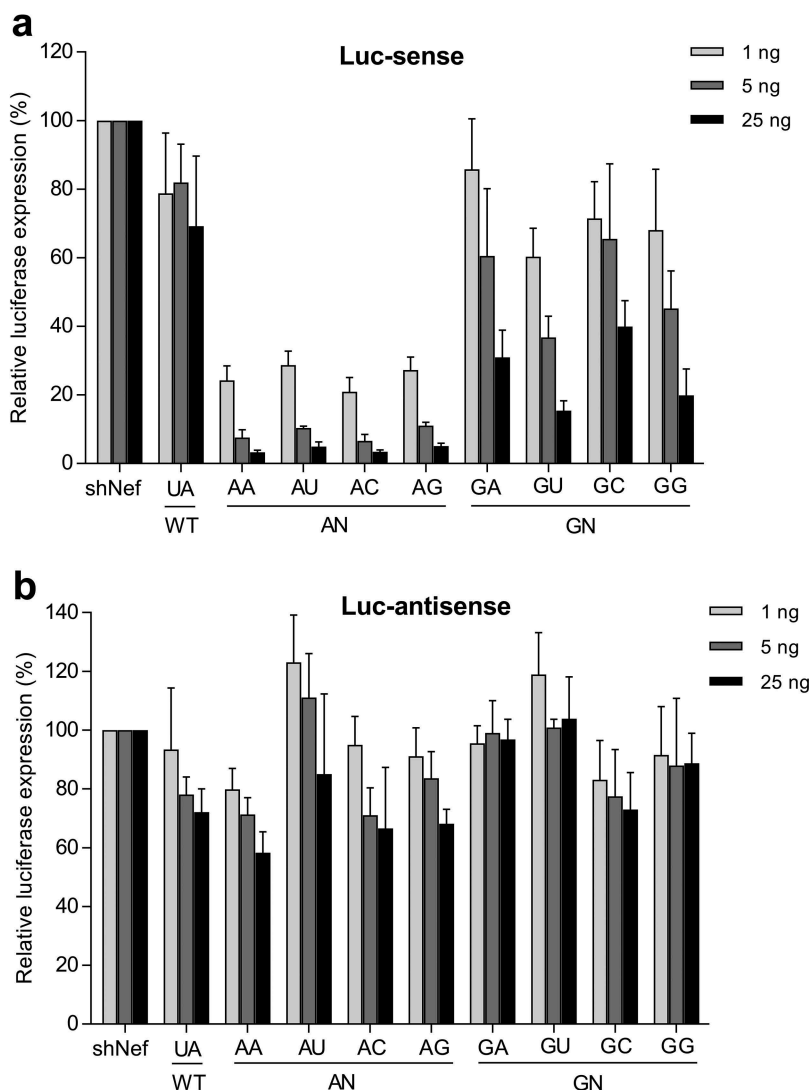 a
Luc-sense
Relative luciferase expression (%)
120
100
80
60
40
20
0
1 ng
5 ng
25 ng
shNef UA AA AU AC AG GA GU GC GG
WT AN GN
b
Luc-antisense
Relative luciferase expression (%)
140
120
100
80
60
40
20
0
1 ng
5 ng
25 ng
shNef UA AA AU AC AG GA GU GC GG
WT AN GN